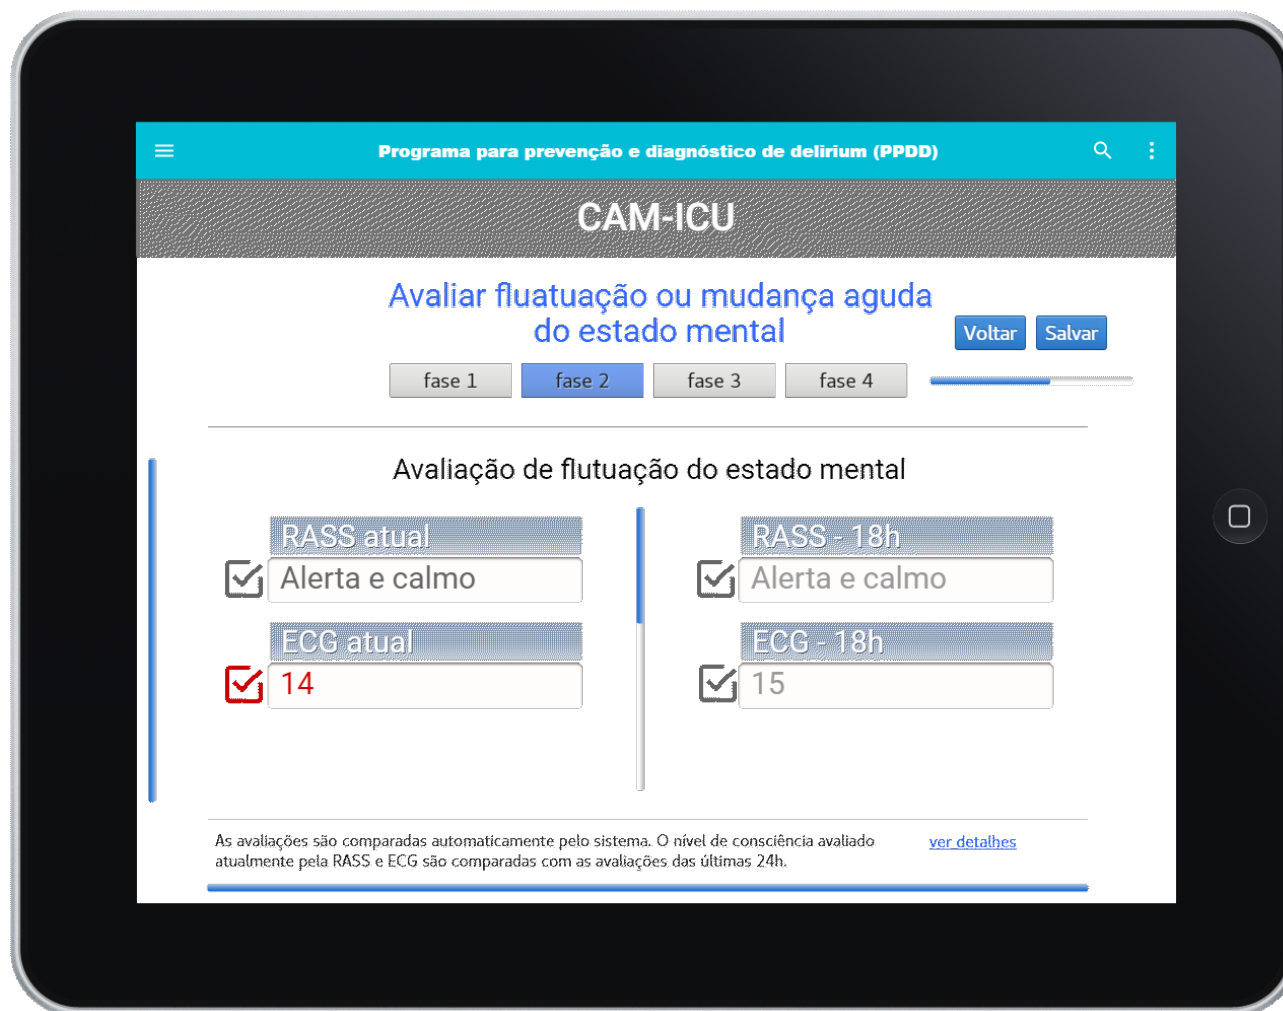 Programa para prevenção e diagnóstico de delirium (PPDD)
CAM-ICU
Avaliar fluatuação ou mudança aguda
do estado mental
Voltar Salvar
fase 1 fase 2 fase 3 fase 4
Avaliação de flutuação do estado mental
RASS atual
Alerta e calmo
ECG atual
14
RASS - 18h
Alerta e calmo
ECG - 18h
15
As avaliações são comparadas automaticamente pelo sistema. O nível de consciência avaliado
atualmente pela RASS e ECG são comparadas com as avaliações das últimas 24h.
ver detalhes